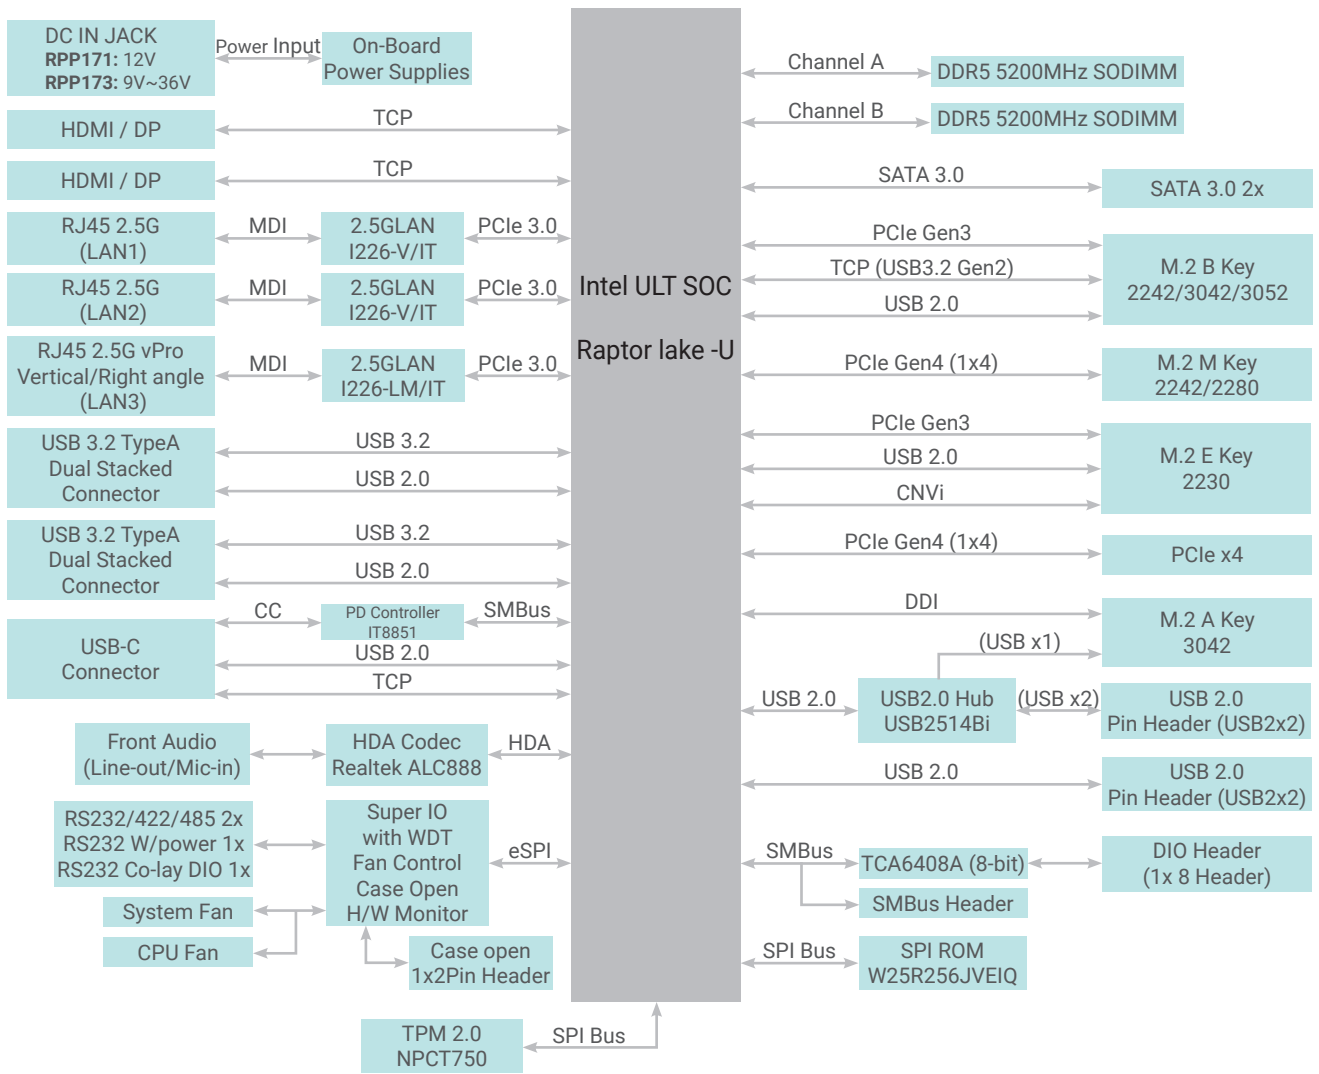 DC IN JACK
RPP171: 12V
RPP173: 9V~36V
Power Input
On-Board
Power Supplies
HDMI / DP
TCP
HDMI / DP
TCP
RJ45 2.5G
(LAN1)
MDI
2.5GLAN
I226-V/IT
PCIe 3.0
RJ45 2.5G
(LAN2)
MDI
2.5GLAN
I226-V/IT
PCIe 3.0
RJ45 2.5G vPro
Vertical/Right angle
(LAN3)
MDI
2.5GLAN
I226-LM/IT
PCIe 3.0
USB 3.2 TypeA
Dual Stacked
Connector
USB 3.2
USB 2.0
USB 3.2 TypeA
Dual Stacked
Connector
USB 3.2
USB 2.0
USB-C
Connector
CC
PD Controller
IT8851
SMBus
USB 2.0
TCP
Front Audio
(Line-out/Mic-in)
HDA Codec
Realtek ALC888
HDA
RS232/422/485 2x
RS232 W/power 1x
RS232 Co-lay DIO 1x
System Fan
CPU Fan
Super IO
with WDT
Fan Control
Case Open
H/W Monitor
eSPI
Case open
1x2Pin Header
TPM 2.0
NPCT750
SPI Bus
Intel ULT SOC
Raptor lake -U
Channel A
DDR5 5200MHz SODIMM
Channel B
DDR5 5200MHz SODIMM
SATA 3.0
SATA 3.0 2x
PCIe Gen3
TCP (USB3.2 Gen2)
USB 2.0
M.2 B Key
2242/3042/3052
PCIe Gen4 (1x4)
M.2 M Key
2242/2280
PCIe Gen3
USB 2.0
CNVi
M.2 E Key
2230
PCIe Gen4 (1x4)
PCIe x4
DDI
M.2 A Key
3042
(USB x1)
USB 2.0
USB2.0 Hub
USB2514Bi
(USB x2)
USB 2.0
Pin Header (USB2x2)
USB 2.0
USB 2.0
Pin Header (USB2x2)
SMBus
TCA6408A (8-bit)
DIO Header
(1x 8 Header)
SMBus Header
SPI Bus
SPI ROM
W25R256JVEIQ